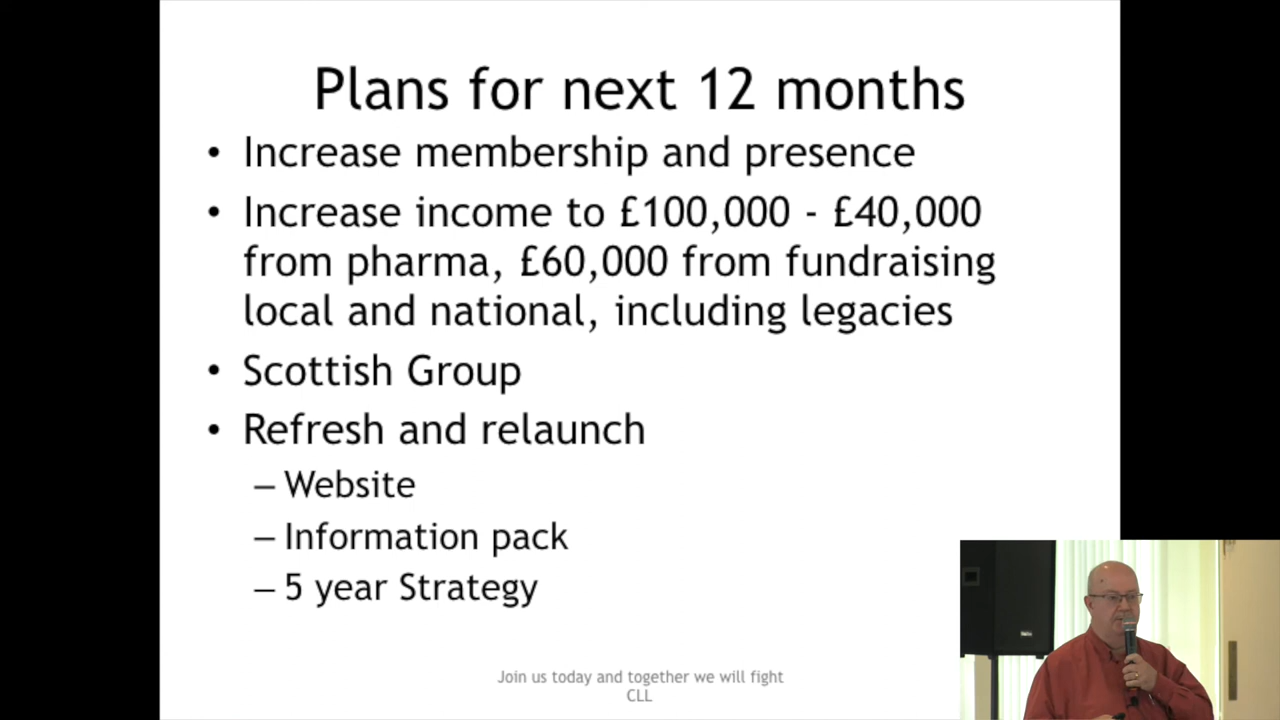 Plans for next 12 months
• Increase membership and presence
• Increase income to £100,000 - £40,000
from pharma, £60,000 from fundraising
local and national, including legacies
• Scottish Group
• Refresh and relaunch
– Website
– Information pack
– 5 year Strategy
Join us today and together we will fight
CLL